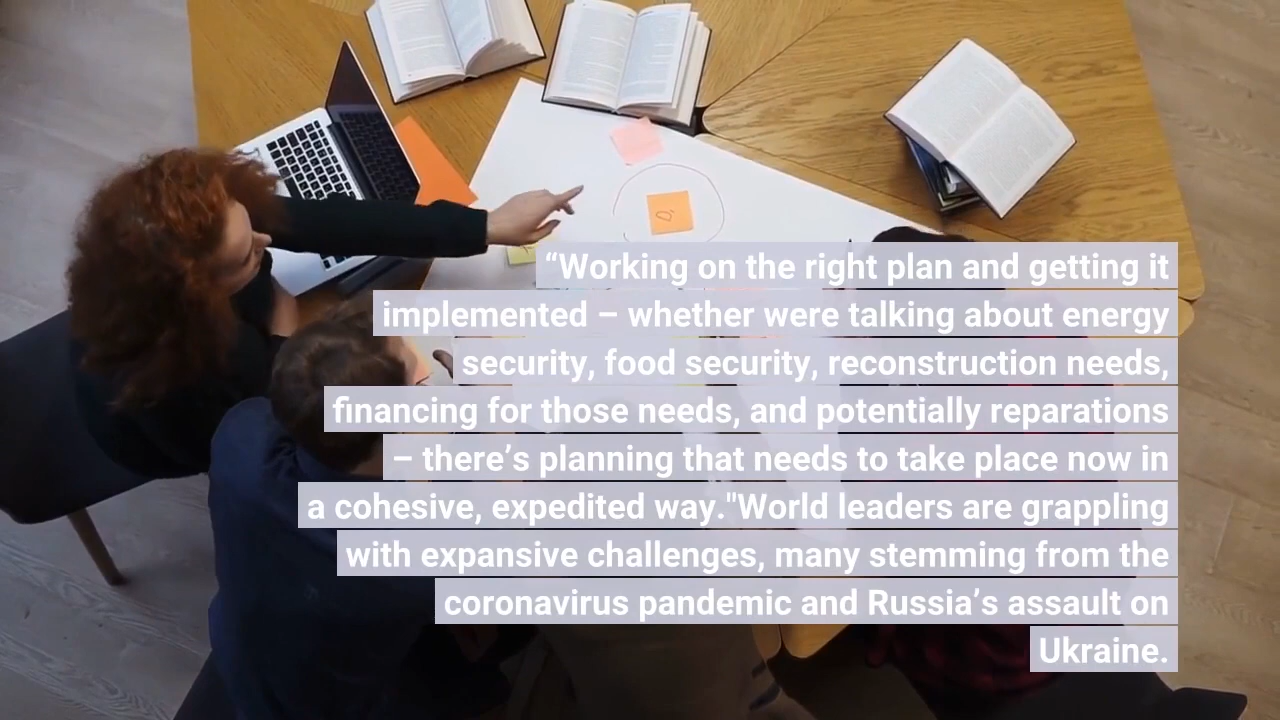 “Working on the right plan and getting it
implemented – whether were talking about energy
security, food security, reconstruction needs,
financing for those needs, and potentially reparations
– there’s planning that needs to take place now in
a cohesive, expedited way."World leaders are grappling
with expansive challenges, many stemming from the
coronavirus pandemic and Russia’s assault on
Ukraine.